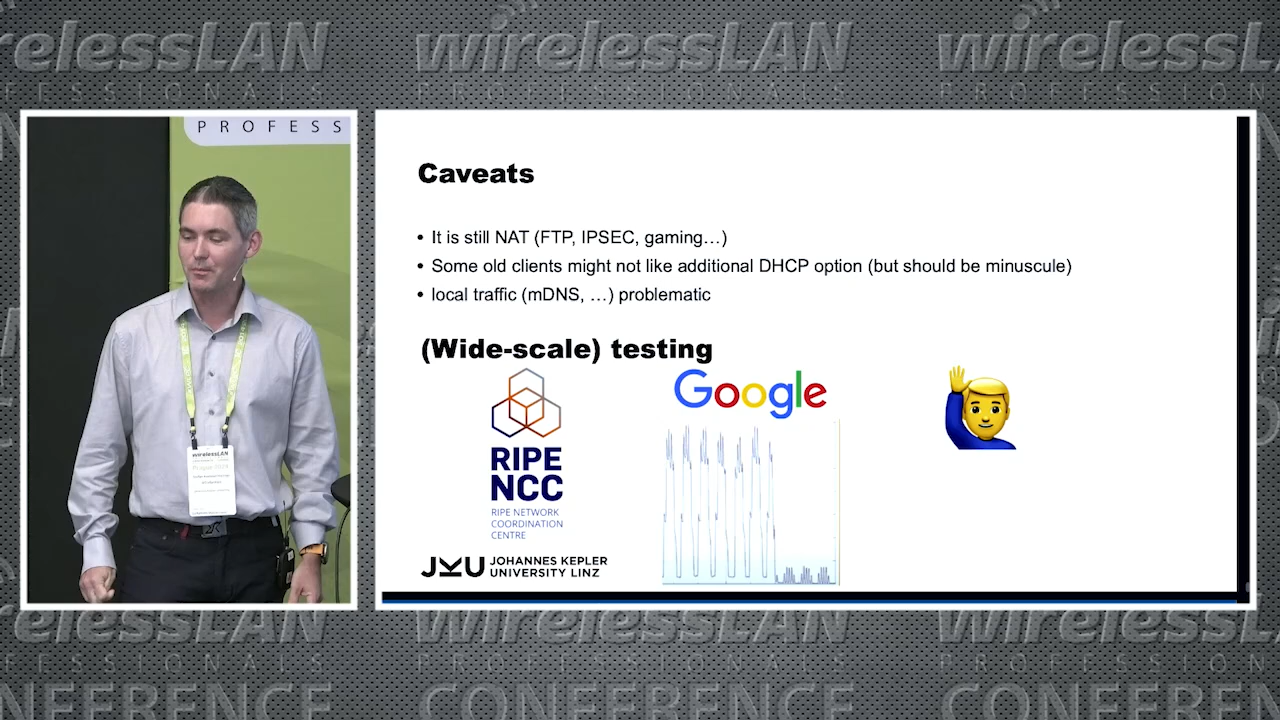 wirelessLAN
PROFESSIONALS
PROFESS
Caveats
• It is still NAT (FTP, IPSEC, gaming…)
• Some old clients might not like additional DHCP option (but should be minuscule)
• local traffic (mDNS, …) problematic
(Wide-scale) testing
Google
RIPE
NCC
RIPE NETWORK
COORDINATION
CENTRE
JKU JOHANNES KEPLER
UNIVERSITY LINZ
wirelessLAN
CONFERENCE